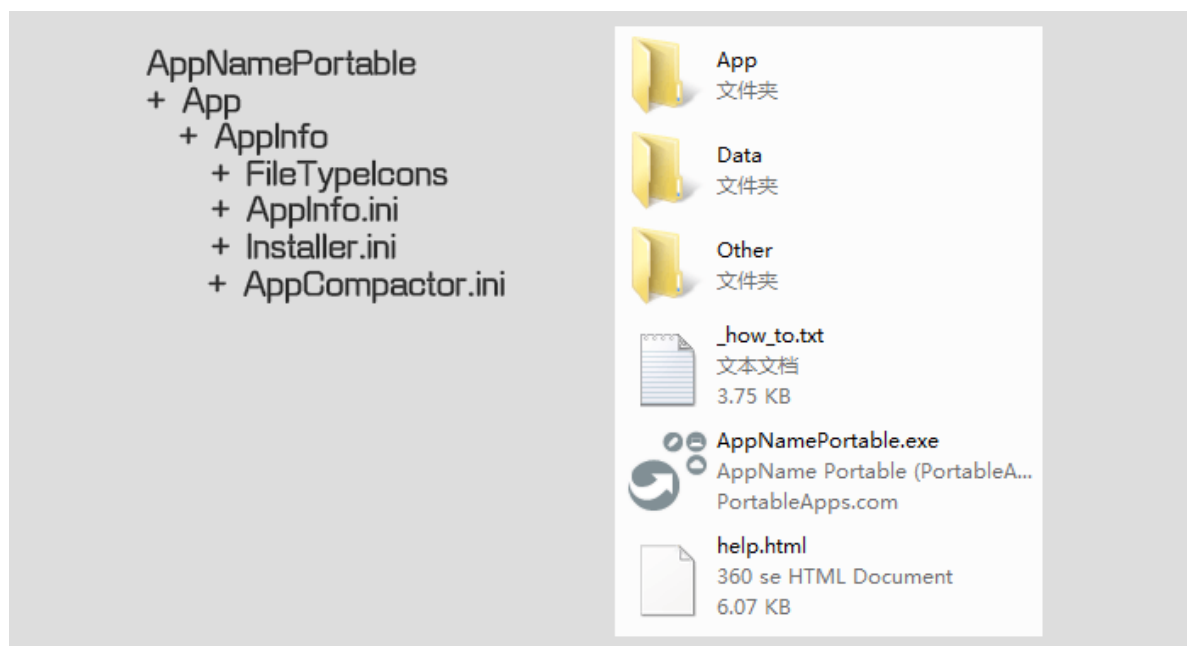 AppNamePortable
+ App
+ AppInfo
+ FileTypeIcons
+ AppInfo.ini
+ Installer.ini
+ AppCompactor.ini
App
文件夹
Data
文件夹
Other
文件夹
_how_to.txt
文本文档
3.75 KB
AppNamePortable.exe
AppName Portable (PortableA...
PortableApps.com
help.html
360 se HTML Document
6.07 KB